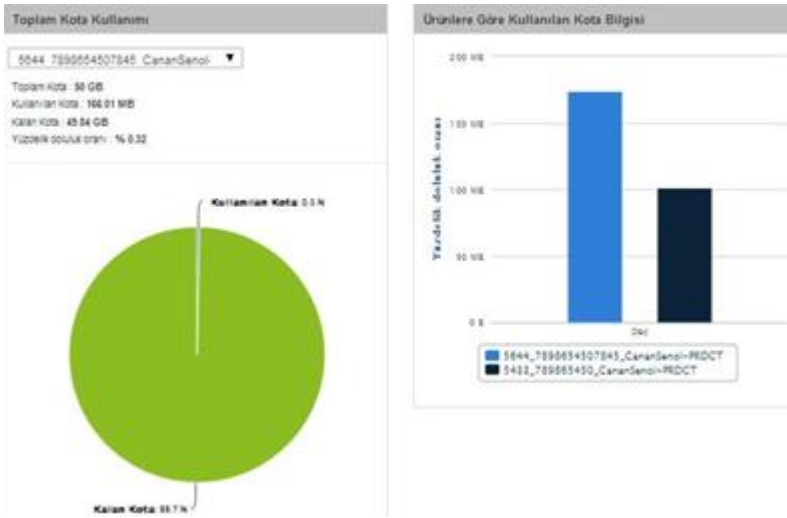 Toplam Kota Kullanımı
5644_7898654507845_CananSenol-
Toplam Kota : 50 GB
Kullanılan Kota : 166.01 MB
Kalan Kota : 49.84 GB
Yüzdelik doluluk oranı : % 0.32
Kullanılan Kota: 0.3 %
Kalan Kota: 99.7 %
Ürünlere Göre Kullanılan Kota Bilgisi
200 MB
150 MB
100 MB
50 MB
0 B
Yüzdelik doluluk oranı
Dec
5644_7898654507845_CananSenol-PRDCT
5433_789865450_CananSenol-PRDCT